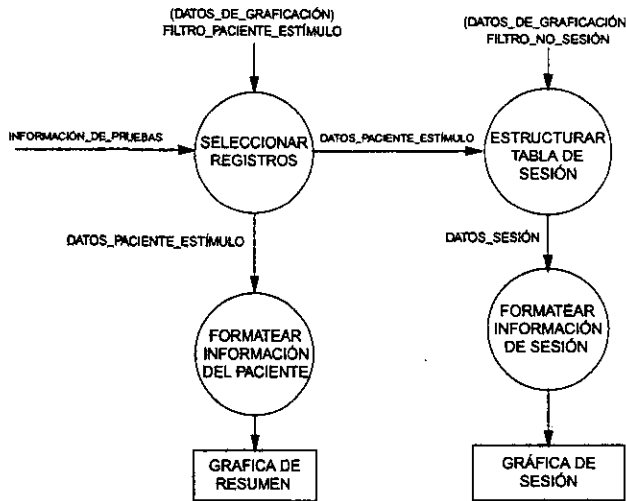 (DATOS_DE_GRAFICACIÓN)
FILTRO_PACIENTE_ESTÍMULO
(DATOS_DE_GRAFICACIÓN
FILTRO_NO_SESIÓN)
INFORMACIÓN_DE_PRUEBAS
SELECCIONAR
REGISTROS
DATOS_PACIENTE_ESTÍMULO
ESTRUCTURAR
TABLA DE
SESIÓN
DATOS_PACIENTE_ESTÍMULO
DATOS_SESIÓN
FORMATEAR
INFORMACIÓN
DEL PACIENTE
FORMATEAR
INFORMACIÓN
DE SESIÓN
GRAFICA DE
RESUMEN
GRÁFICA DE
SESIÓN